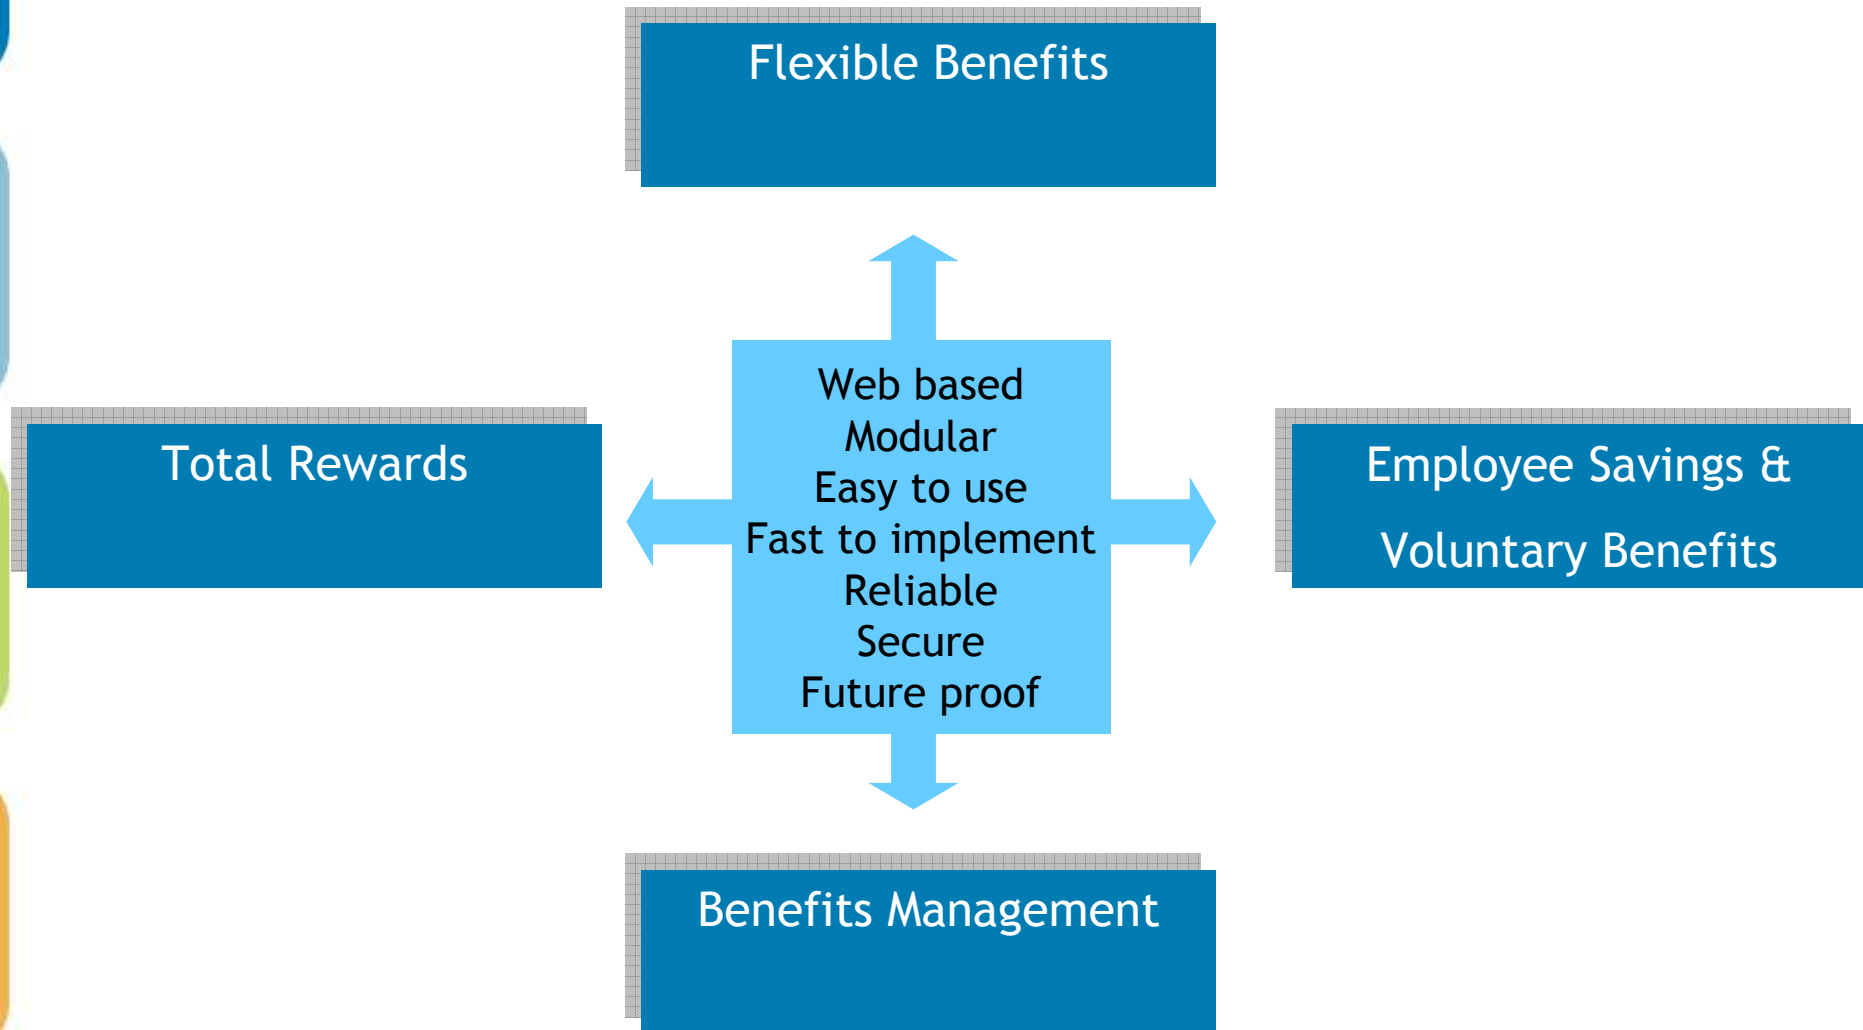 Flexible Benefits
Total Rewards
Web based
Modular
Easy to use
Fast to implement
Reliable
Secure
Future proof
Employee Savings &
Voluntary Benefits
Benefits Management